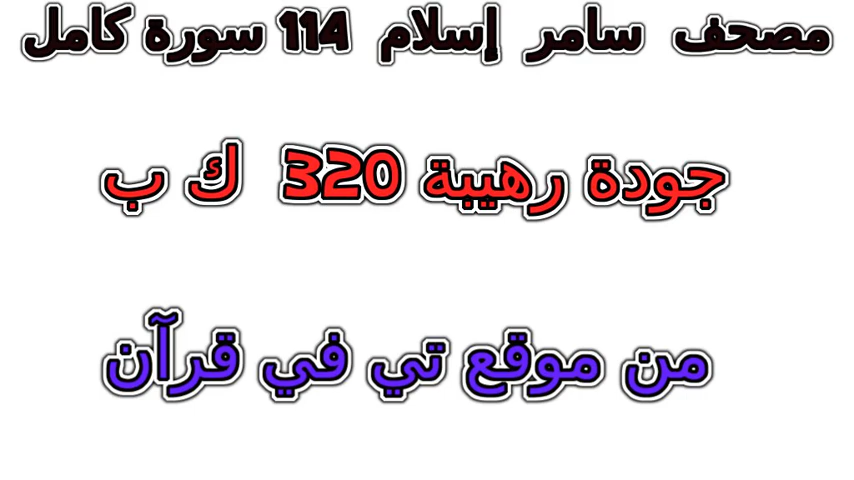 مصحف سامر إسلام 114 سورة كامل
جودة رهيبة 320 ك ب
من موقع تي في قرآن